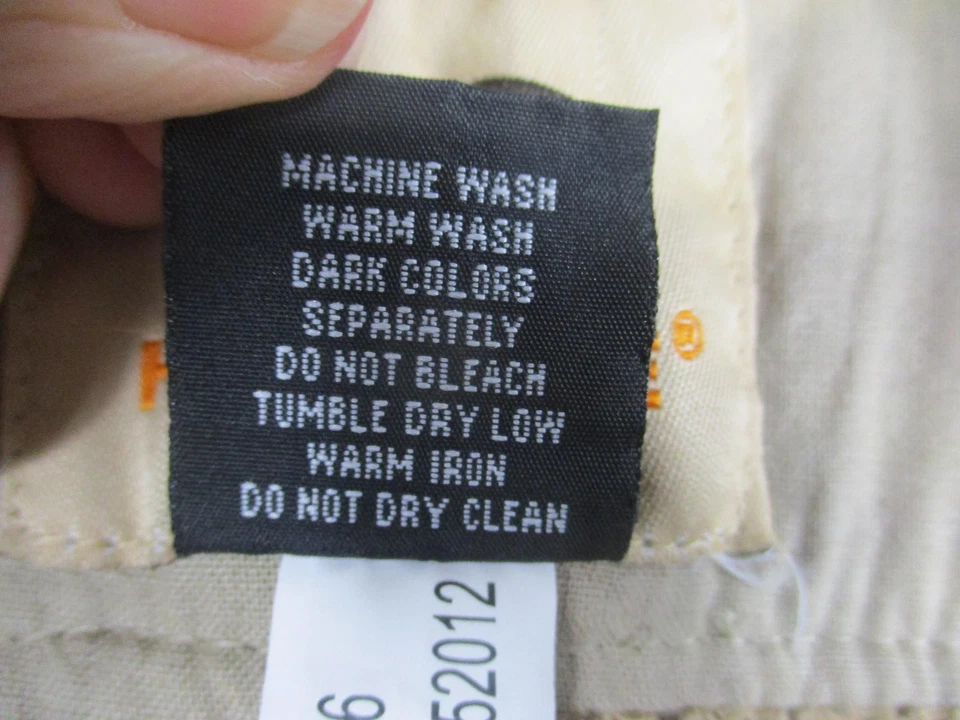 MACHINE WASH
WARM WASH
DARK COLORS
SEPARATELY
DO NOT BLEACH
TUMBLE DRY LOW
WARM IRON
DO NOT DRY CLEAN
®
6
52012